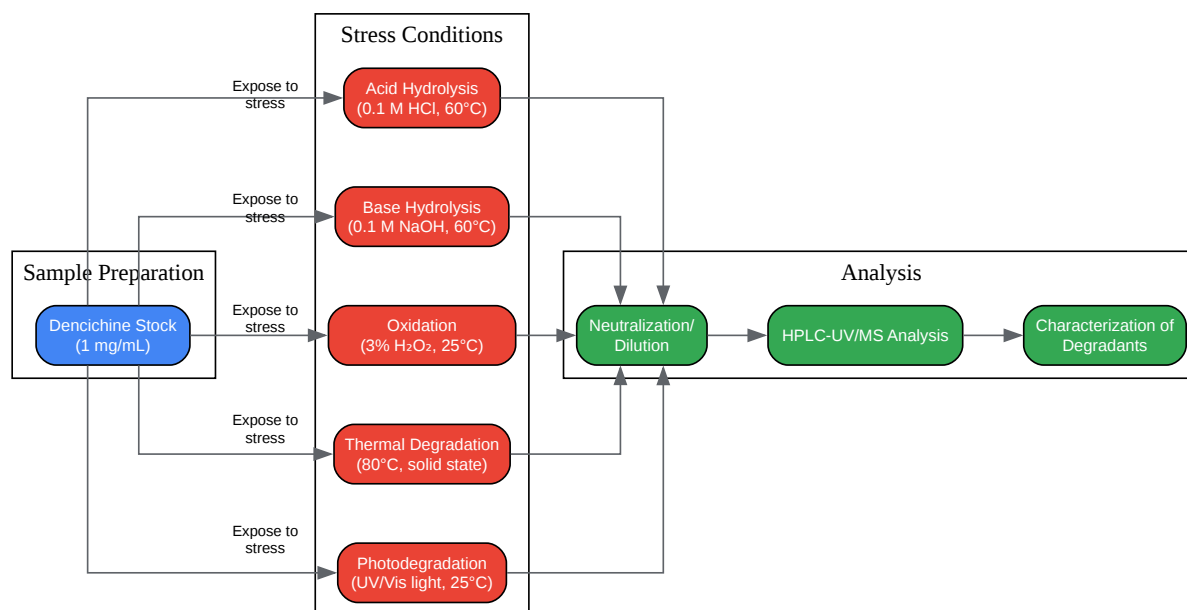 Stress Conditions
Expose to
stress
Acid Hydrolysis
(0.1 M HCl, 60°C)
Expose to
stress
Base Hydrolysis
(0.1 M NaOH, 60°C)
Sample Preparation
Analysis
Dencichine Stock
(1 mg/mL)
Expose to
stress
Oxidation
(3% H₂O₂, 25°C)
Neutralization/
Dilution
HPLC-UV/MS Analysis
Characterization of
Degradants
Expose to
stress
Thermal Degradation
(80°C, solid state)
Expose to
stress
Photodegradation
(UV/Vis light, 25°C)